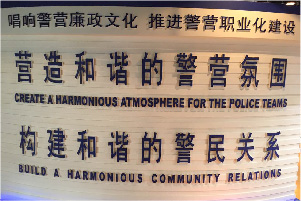 唱响警营廉政文化 推进警营职业化建设
营造和谐的警营氛围
CREATE A HARMONIOUS ATMOSPHERE FOR THE POLICE TEAMS
构建和谐的警民关系
BUILD A HARMONIOUS COMMUNITY RELATIONS